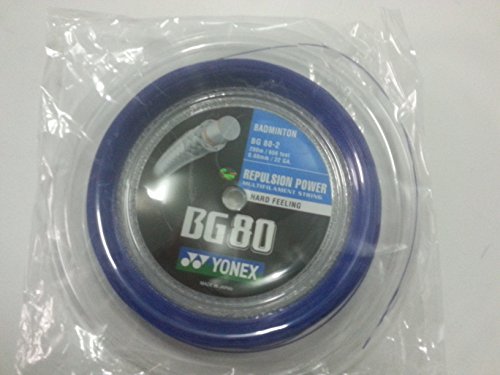 BADMINTON
BG 80-2
200m / 656 feet
0.68mm / 22 GA
REPULSION POWER
MULTIFILAMENT STRING
HARD FEELING
BG80
YONEX
MADE IN JAPAN